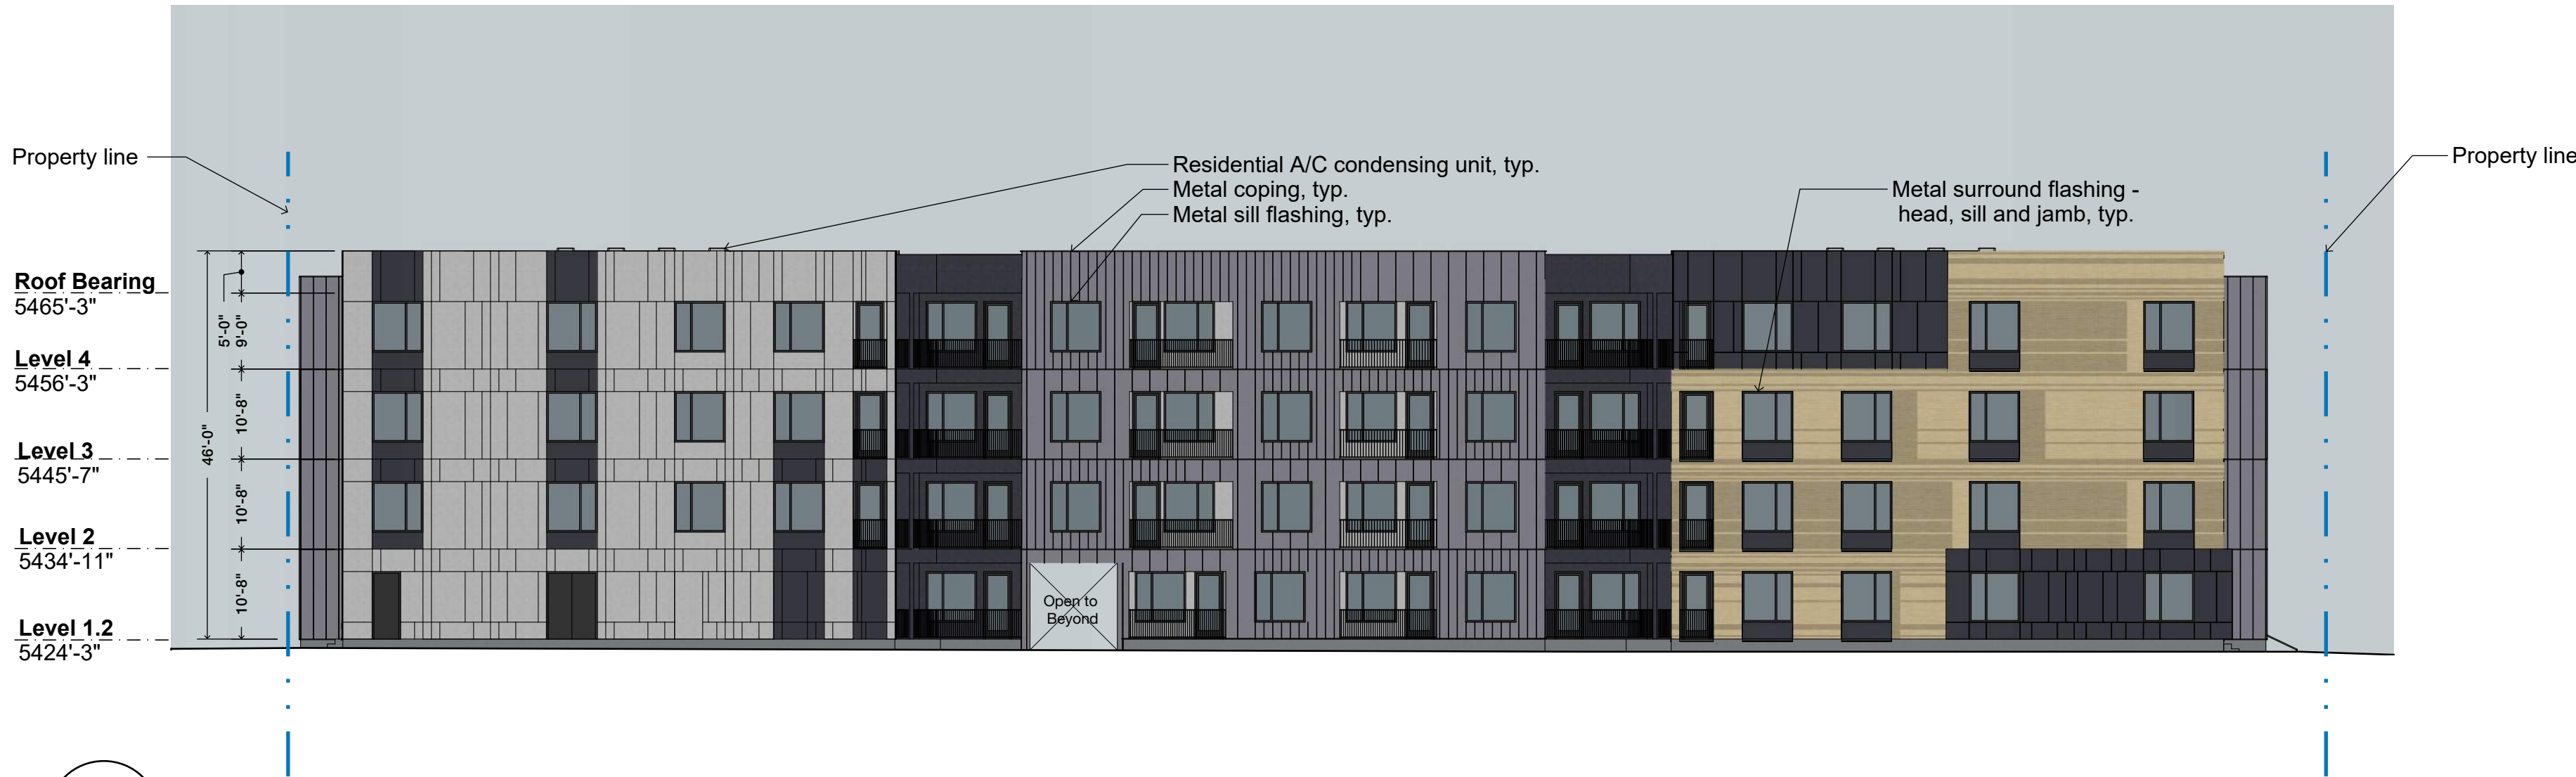 Property line
Residential A/C condensing unit, typ.
Metal coping, typ.
Metal sill flashing, typ.
Metal surround flashing -
head, sill and jamb, typ.
Property line
Roof Bearing
5465'-3"
Level 4
5456'-3"
Level 3
5445'-7"
Level 2
5434'-11"
Level 1.2
5424'-3"
46'-0"
5'-0"
9'-0"
10'-8"
10'-8"
10'-8"
Open to
Beyond